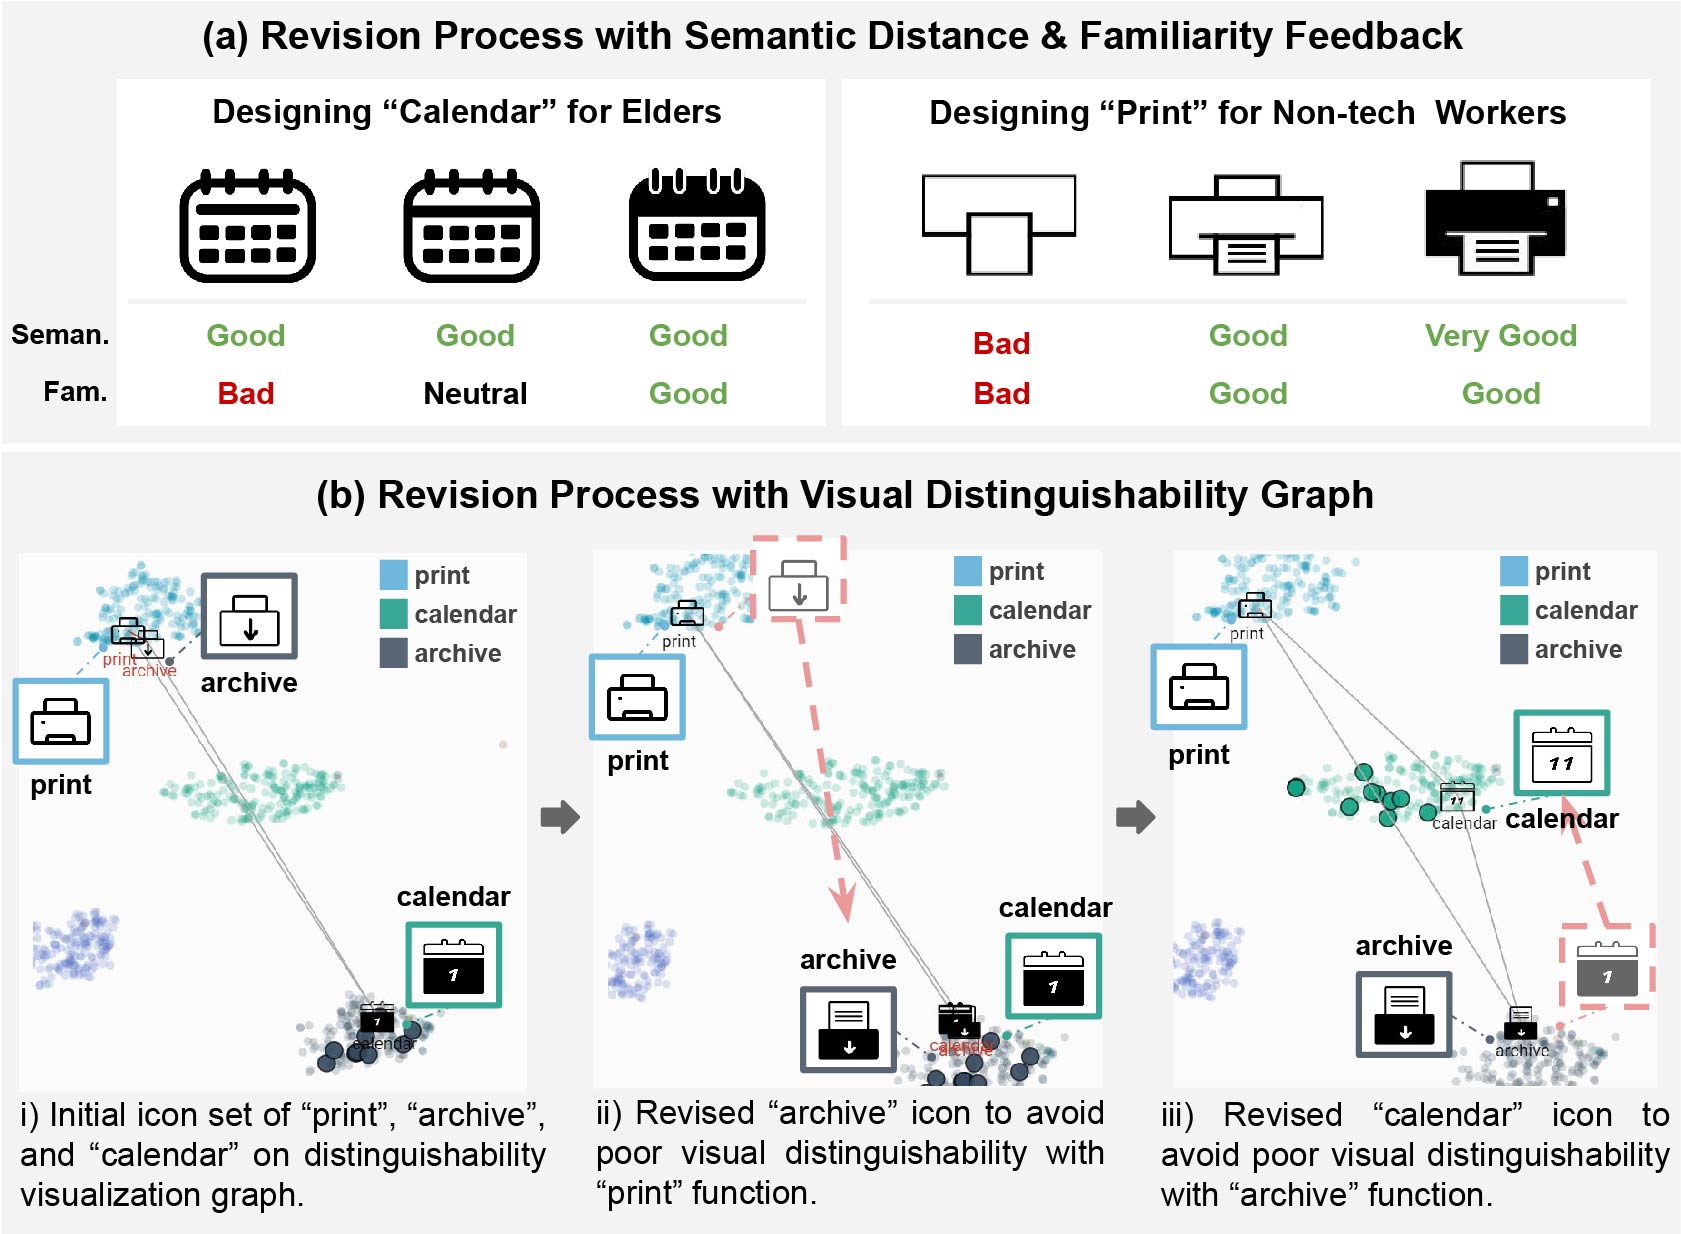 (a) Revision Process with Semantic Distance & Familiarity Feedback
Designing “Calendar” for Elders
Designing “Print” for Non-tech Workers
Seman.
Good
Good
Good
Bad
Good
Very Good
Fam.
Bad
Neutral
Good
Bad
Good
Good
(b) Revision Process with Visual Distinguishability Graph
print
calendar
archive
print
archive
archive
print
calendar
1
1
calendar
i) Initial icon set of “print”, “archive”,
and “calendar” on distinguishability
visualization graph.
print
calendar
archive
print
print
calendar
1
archive
calendar
archive
ii) Revised “archive” icon to avoid
poor visual distinguishability with
“print” function.
print
calendar
archive
print
print
11
calendar
11
calendar
archive
1
archive
iii) Revised “calendar” icon to
avoid poor visual distinguishability
with “archive” function.